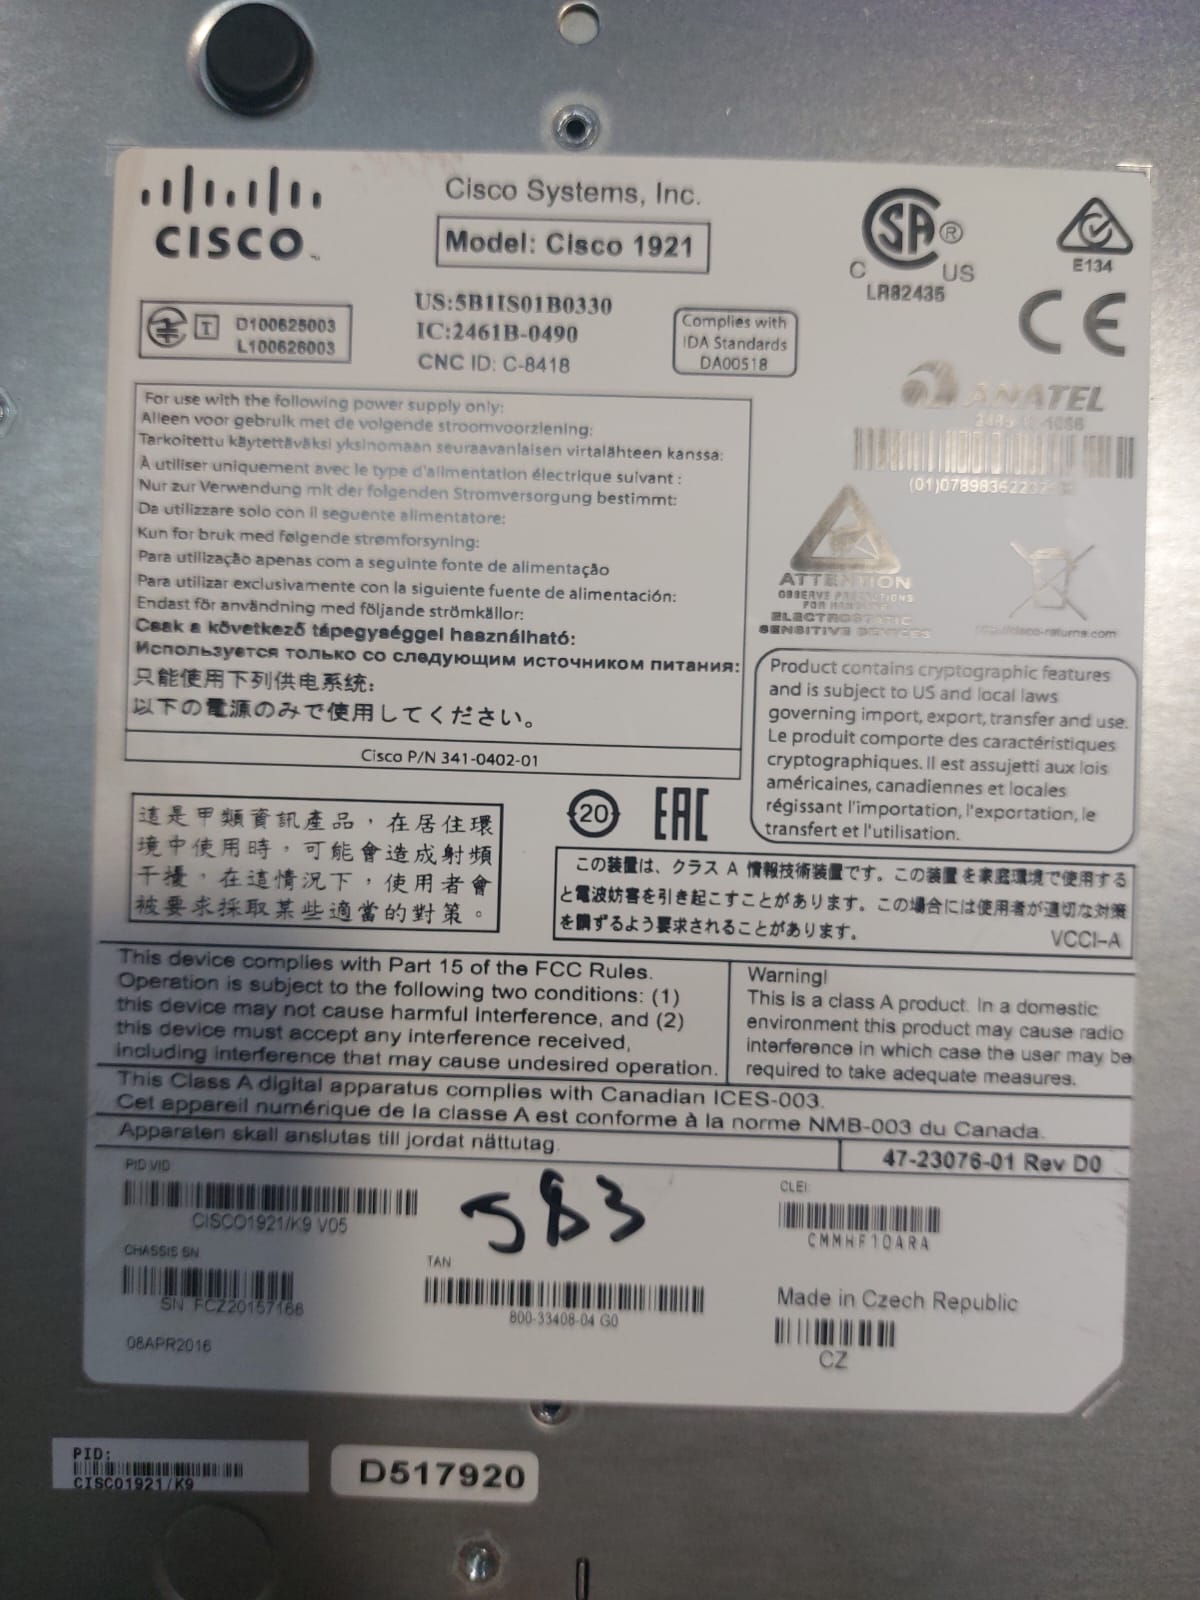 CISCO
Cisco Systems, Inc.
Model: Cisco 1921
US:5B1IS01B0330
IC:2461B-0490
CNC ID: C-8418
T D100625003
L100626003
Complies with
IDA Standards
DA00518
SA
C US
LR82435
E134
CE
ANATEL
For use with the following power supply only:
Alleen voor gebruik met de volgende stroomvoorziening:
Tarkoitettu käytettäväksi yksinomaan seuraavanlaisen virtalähteen kanssa:
À utiliser uniquement avec le type d'alimentation électrique suivant :
Nur zur Verwendung mit der folgenden Stromversorgung bestimmt:
Da utilizzare solo con il seguente alimentatore:
Kun for bruk med følgende strømforsyning:
Para utilização apenas com a seguinte fonte de alimentação
Para utilizar exclusivamente con la siguiente fuente de alimentación:
Endast för användning med följande strömkällor:
Csak a következő tápegységgel használható:
Используется только со следующим источником питания:
只能使用下列供电系统:
以下の電源のみで使用してください。
Cisco P/N 341-0402-01
ATTENTION
OBSERVE PRECAUTIONS
FOR HANDLING
ELECTROSTATIC
SENSITIVE DEVICES
http://cisco-returns.com
Product contains cryptographic features
and is subject to US and local laws
governing import, export, transfer and use.
Le produit comporte des caractéristiques
cryptographiques. Il est assujetti aux lois
américaines, canadiennes et locales
régissant l'importation, l'exportation, le
transfert et l'utilisation.
這是甲類資訊產品，在居住環
境中使用時，可能會造成射頻
干擾，在這情況下，使用者會
被要求採取某些適當的對策。
20
EAC
この装置は、クラス A 情報技術装置です。この装置を家庭環境で使用する
と電波妨害を引き起こすことがあります。この場合には使用者が適切な対策
を講ずるよう要求されることがあります。
VCCI-A
This device complies with Part 15 of the FCC Rules.
Operation is subject to the following two conditions: (1)
this device may not cause harmful interference, and (2)
this device must accept any interference received,
including interference that may cause undesired operation.
Warning!
This is a class A product. In a domestic
environment this product may cause radio
interference in which case the user may be
required to take adequate measures.
This Class A digital apparatus complies with Canadian ICES-003.
Cet appareil numérique de la classe A est conforme à la norme NMB-003 du Canada.
Apparaten skall anslutas till jordat nättutag
47-23076-01 Rev D0
PID VID
CISCO1921/K9 V05
583
CLEI
CMMHF10ARA
CHASSIS SN
SN FCZ20157166
TAN
800-33408-04 G0
Made in Czech Republic
CZ
08APR2016
PID:
CISCO1921/K9
D517920